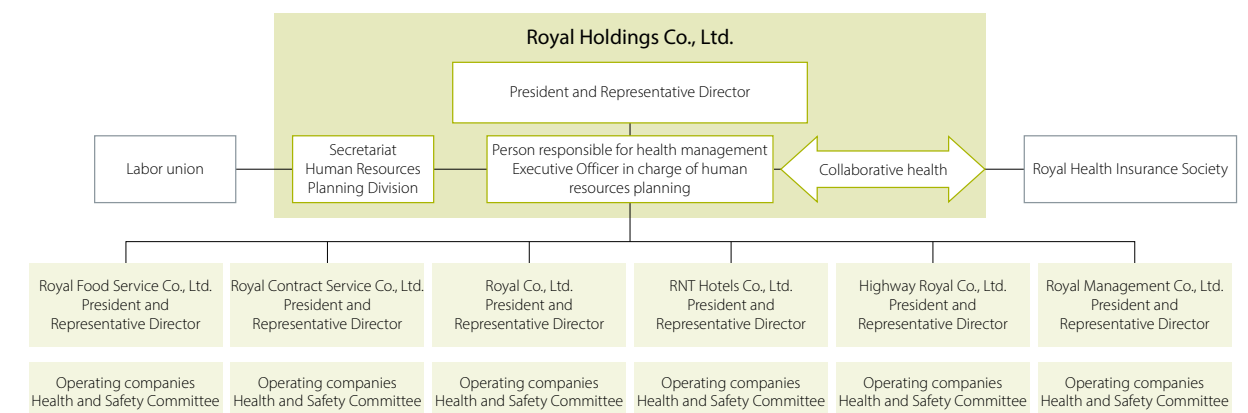 Royal Holdings Co., Ltd.
President and Representative Director
Labor union
Secretariat
Human Resources
Planning Division
Person responsible for health management
Executive Officer in charge of human
resources planning
Collaborative health
Royal Health Insurance Society
Royal Food Service Co., Ltd.
President and
Representative Director
Royal Contract Service Co., Ltd.
President and
Representative Director
Royal Co., Ltd.
President and
Representative Director
RNT Hotels Co., Ltd.
President and
Representative Director
Highway Royal Co., Ltd.
President and
Representative Director
Royal Management Co., Ltd.
President and
Representative Director
Operating companies
Health and Safety Committee
Operating companies
Health and Safety Committee
Operating companies
Health and Safety Committee
Operating companies
Health and Safety Committee
Operating companies
Health and Safety Committee
Operating companies
Health and Safety Committee